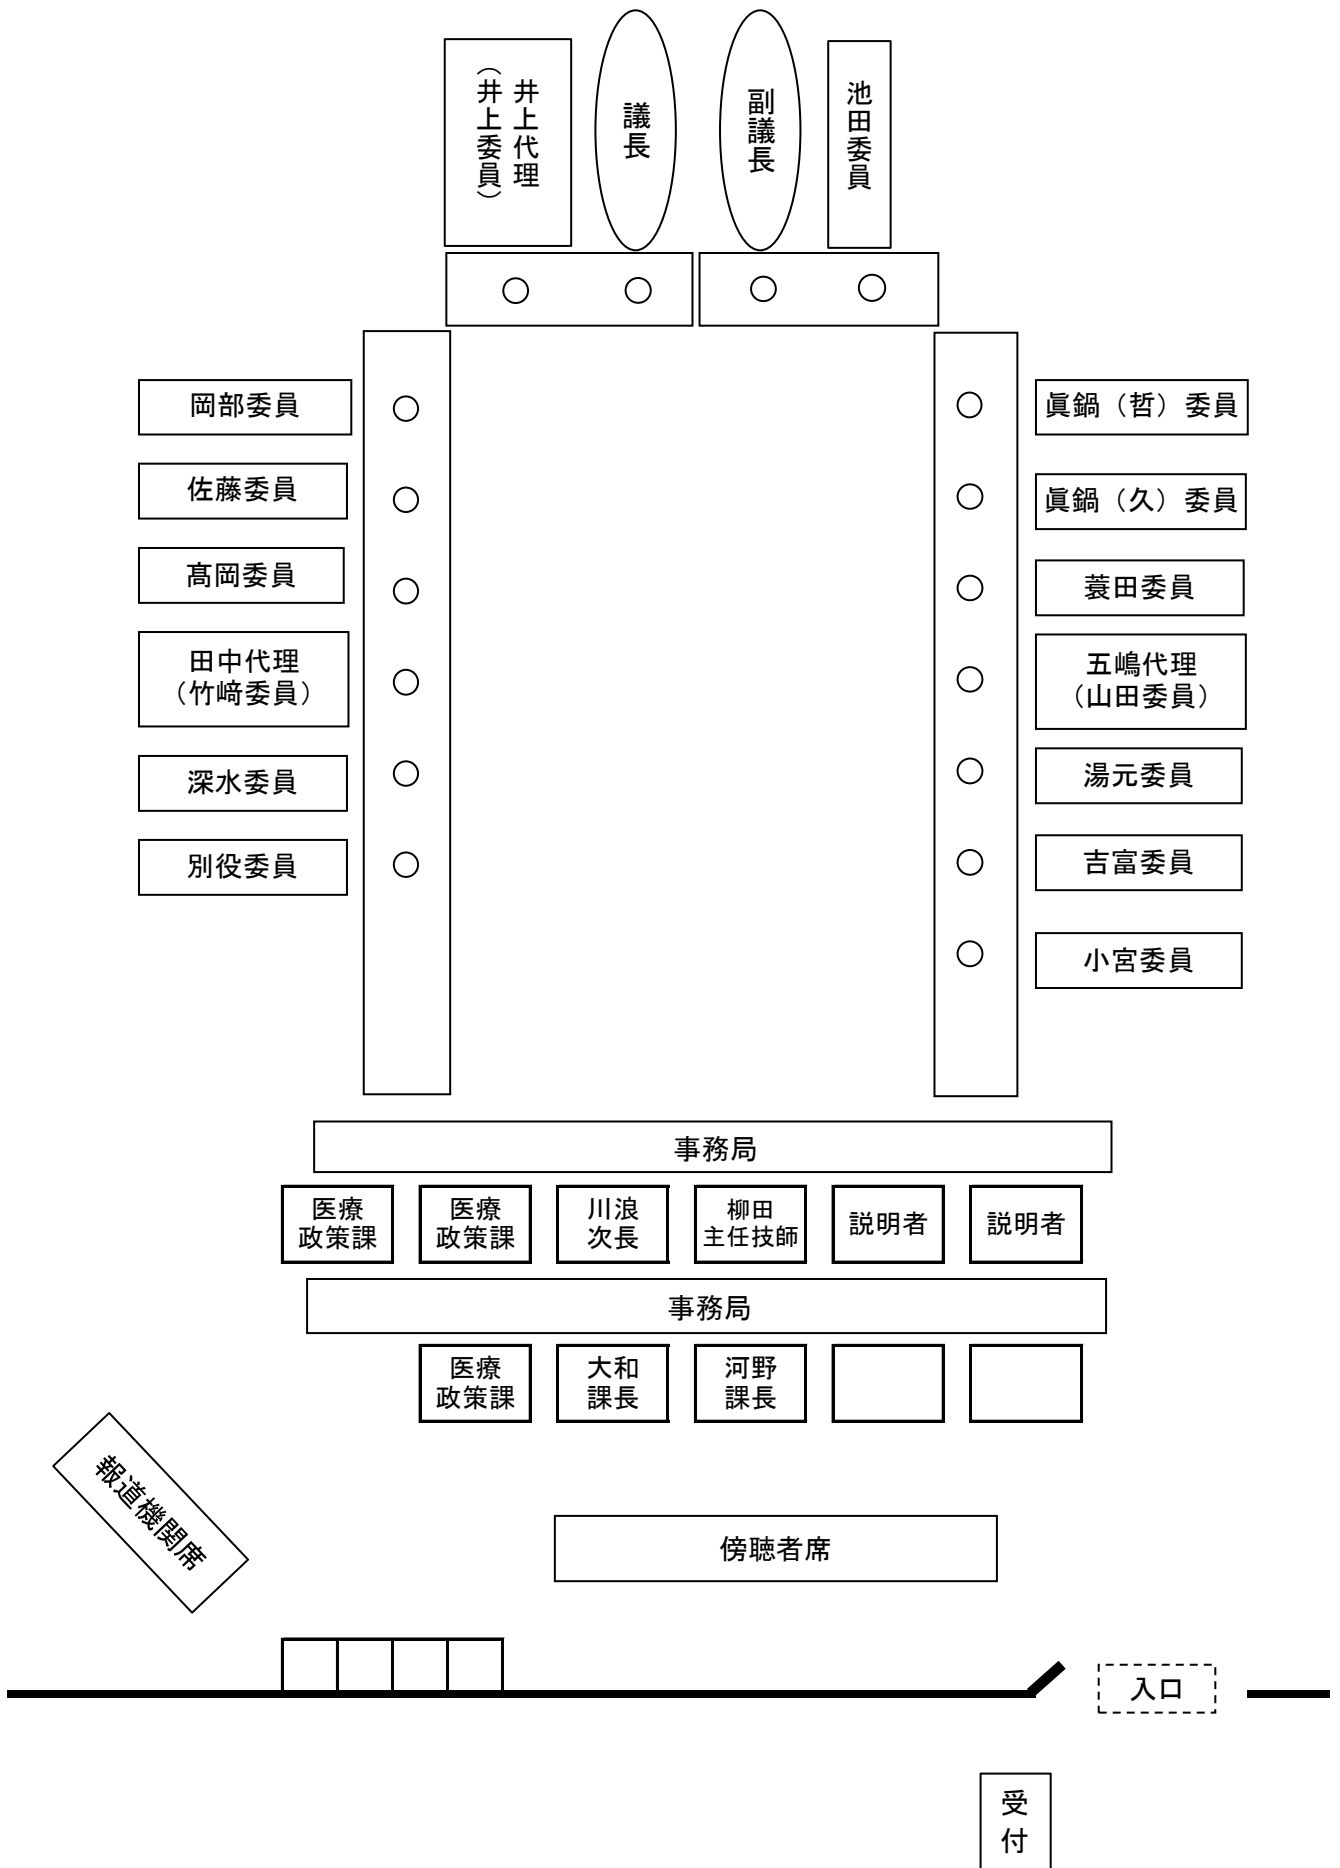 井上代理
（井上委員）
議長
副議長
池田委員
岡部委員
佐藤委員
髙岡委員
田中代理
（竹﨑委員）
深水委員
別役委員
眞鍋（哲）委員
眞鍋（久）委員
蓑田委員
五嶋代理
（山田委員）
湯元委員
吉富委員
小宮委員
事務局
医療
政策課
医療
政策課
川浪
次長
柳田
主任技師
説明者
説明者
事務局
医療
政策課
大和
課長
河野
課長
報道機関席
傍聴者席
入口
受付